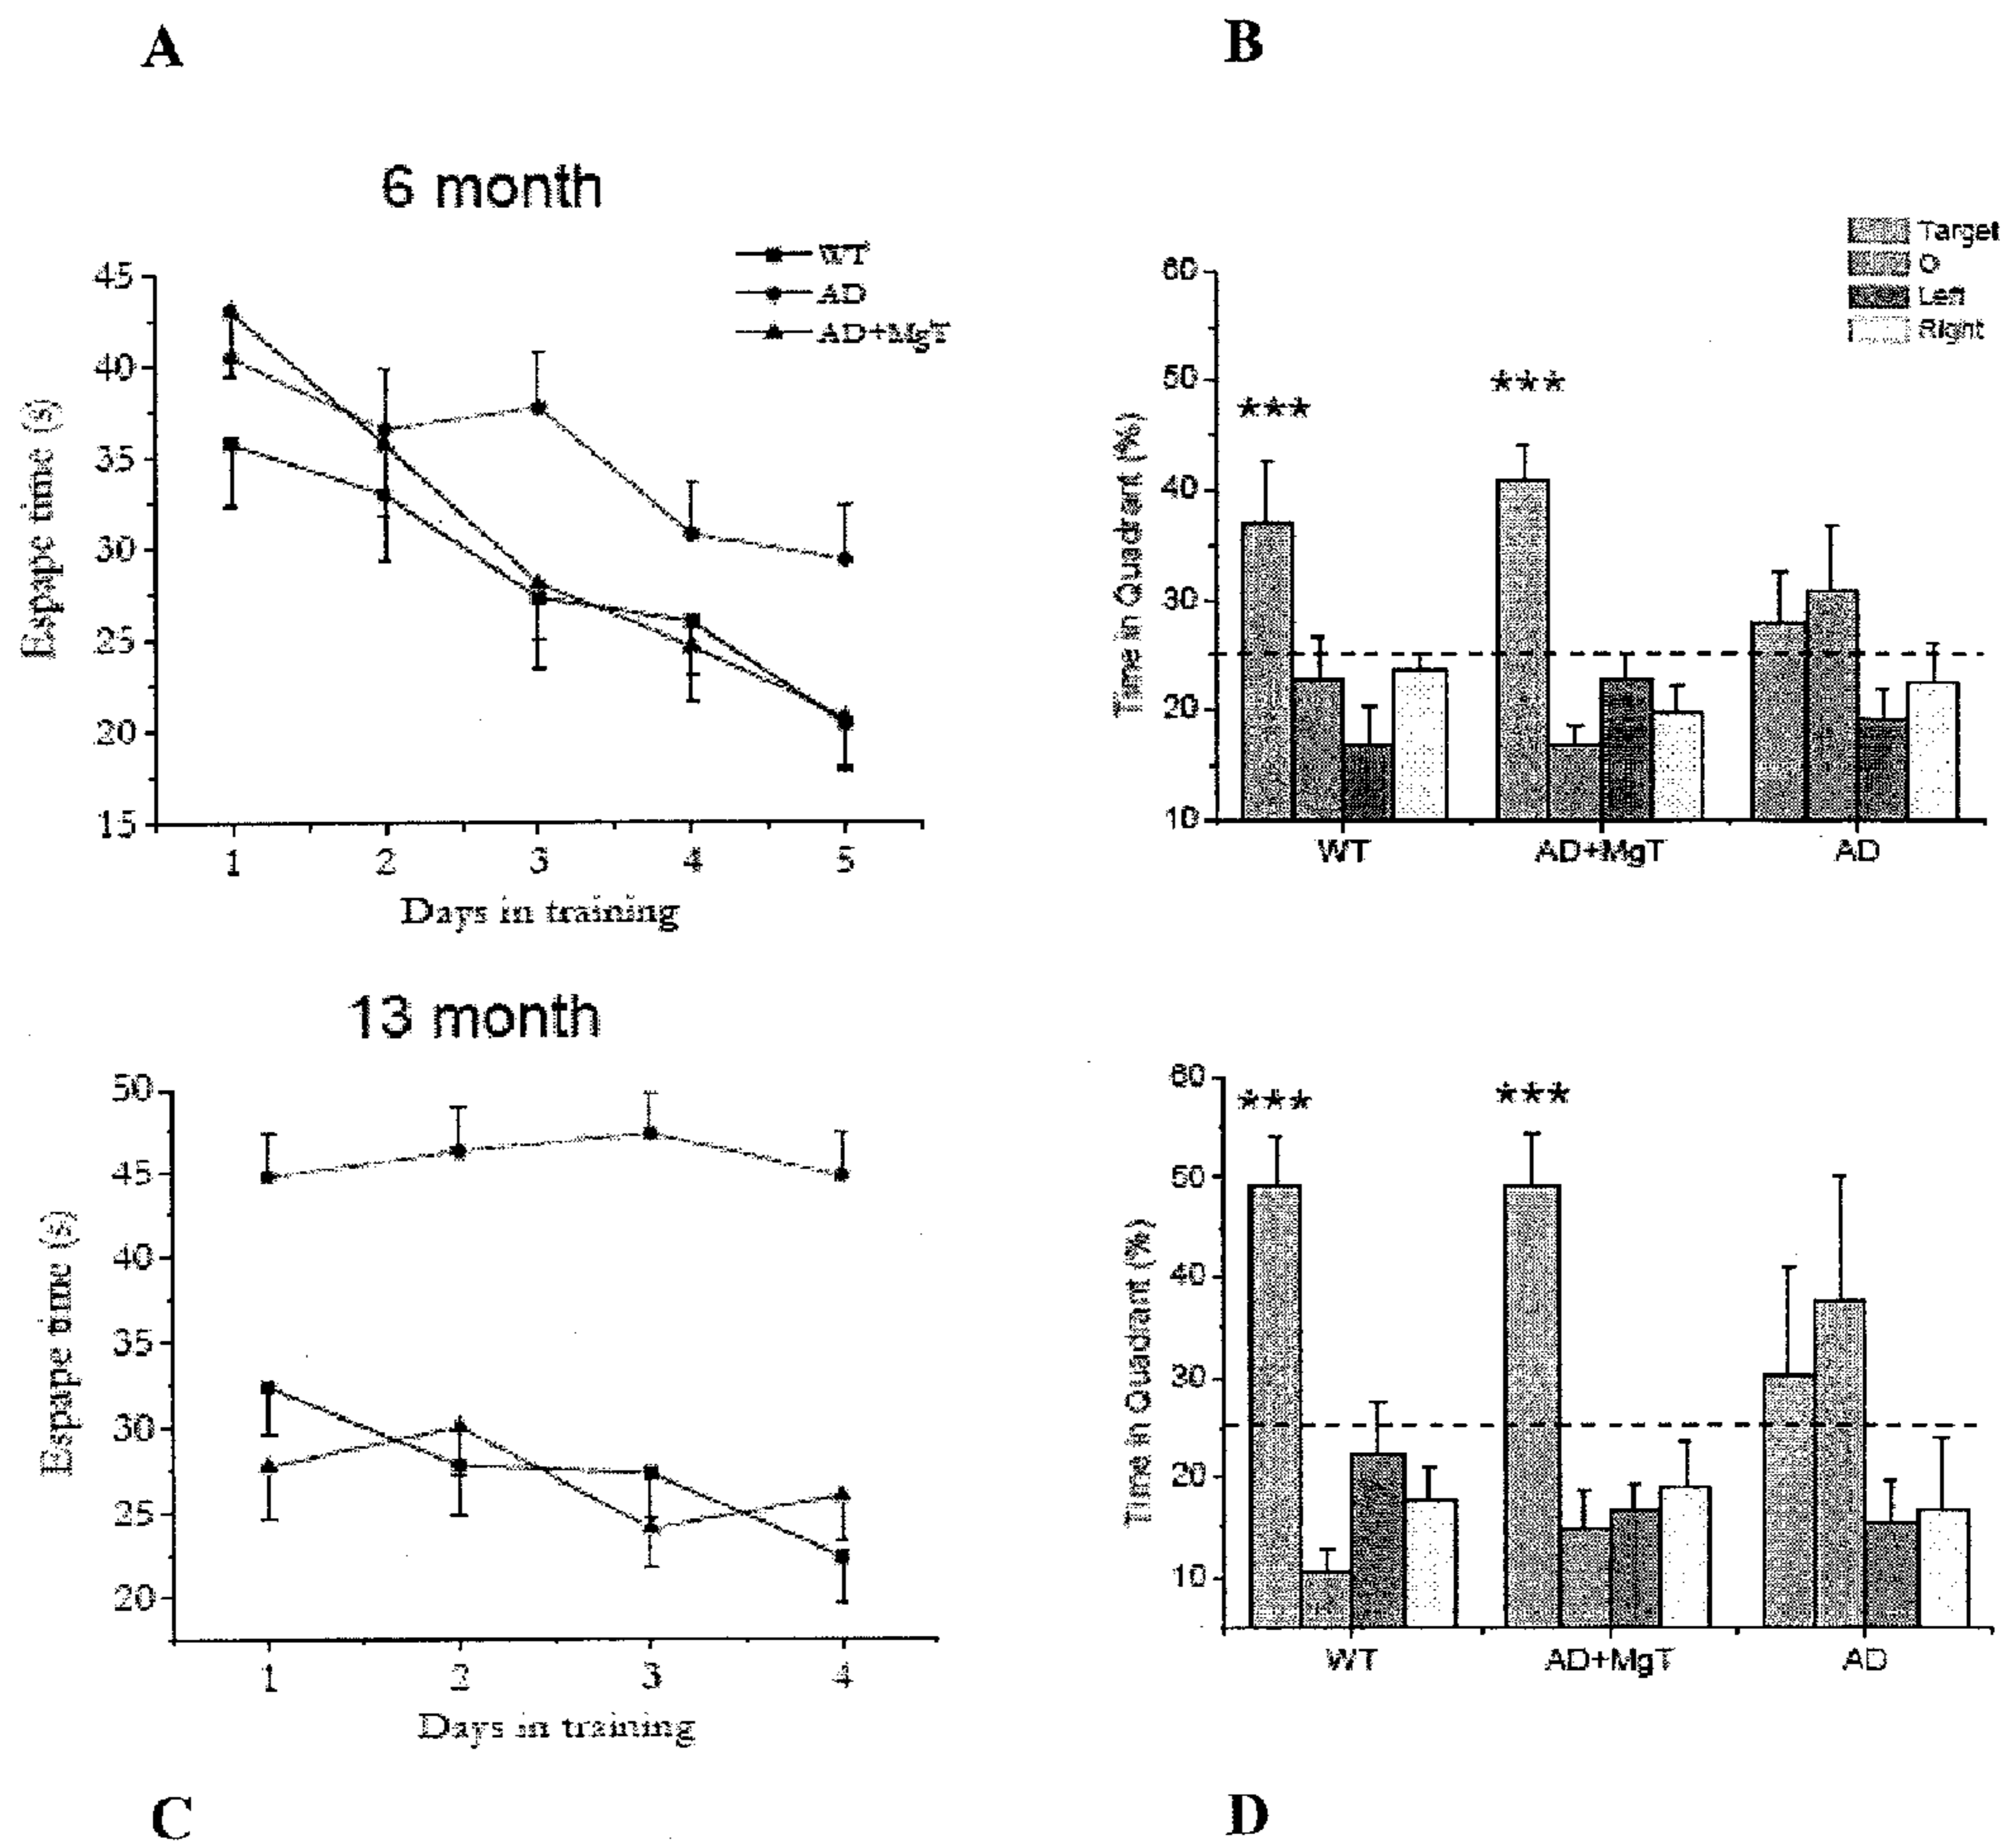 A
B
6 month
WT
AD
AD+MgT
45
40
35
30
25
20
15
Espape time (s)
1 2 3 4 5
Days in training
Target
O
Left
Right
60
50
40
30
20
10
Time in Quadrant (%)
***
***
WT AD+MgT AD
13 month
50
45
40
35
30
25
20
Espape time (s)
1 2 3 4
Days in training
60
50
40
30
20
10
Time in Quadrant (%)
***
***
WT AD+MgT AD
C
D